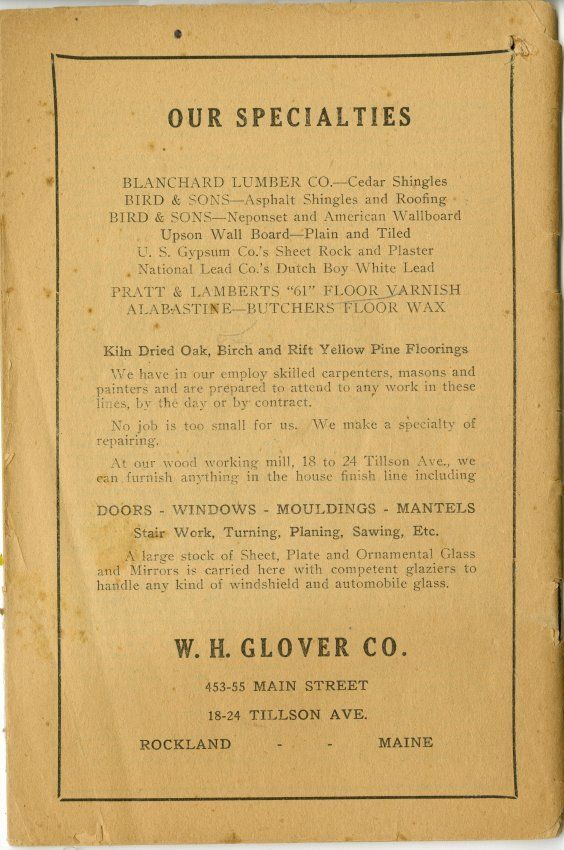 OUR SPECIALTIES
BLANCHARD LUMBER CO.—Cedar Shingles
BIRD & SONS—Asphalt Shingles and Roofing
BIRD & SONS—Neponset and American Wallboard
Upson Wall Board—Plain and Tiled
U. S. Gypsum Co.'s Sheet Rock and Plaster
National Lead Co.'s Dutch Boy White Lead
PRATT & LAMBERTS "61" FLOOR VARNISH
ALABASTINE—BUTCHERS FLOOR WAX
Kiln Dried Oak, Birch and Rift Yellow Pine Floorings
We have in our employ skilled carpenters, masons and
painters and are prepared to attend to any work in these
lines, by the day or by contract.
No job is too small for us. We make a specialty of
repairing.
At our wood working mill, 18 to 24 Tillson Ave., we
can furnish anything in the house finish line including
DOORS - WINDOWS - MOULDINGS - MANTELS
Stair Work, Turning, Planing, Sawing, Etc.
A large stock of Sheet, Plate and Ornamental Glass
and Mirrors is carried here with competent glaziers to
handle any kind of windshield and automobile glass.
W. H. GLOVER CO.
453-55 MAIN STREET
18-24 TILLSON AVE.
ROCKLAND - - MAINE